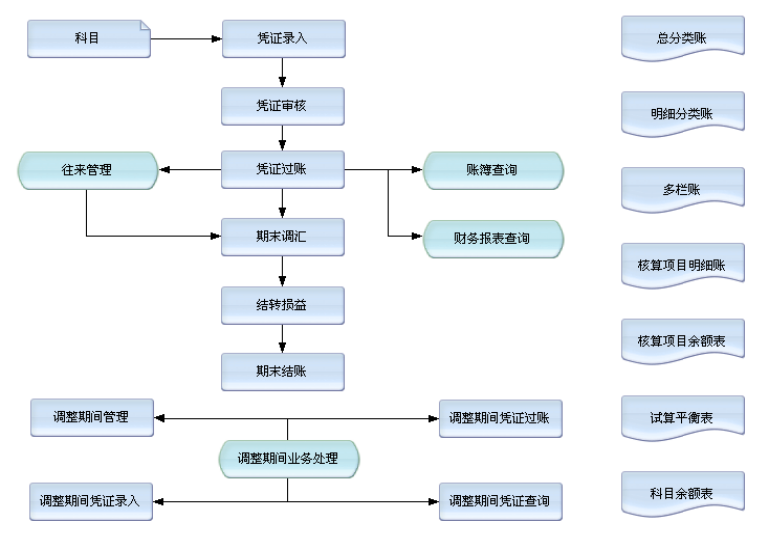 科目
凭证录入
总分类账
凭证审核
明细分类账
往来管理
凭证过账
账簿查询
多栏账
期末调汇
财务报表查询
核算项目明细账
结转损益
核算项目余额表
期末结账
调整期间管理
调整期间凭证过账
试算平衡表
调整期间业务处理
调整期间凭证录入
调整期间凭证查询
科目余额表